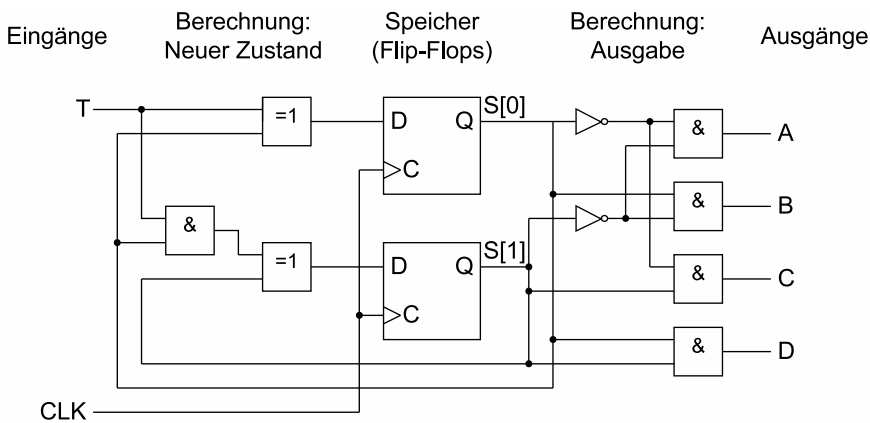 Eingänge
Berechnung:
Neuer Zustand
Speicher
(Flip-Flops)
Berechnung:
Ausgabe
Ausgänge
T
=1
D
Q
S[0]
C
&
A
&
B
&
=1
D
Q
S[1]
C
&
C
&
D
CLK